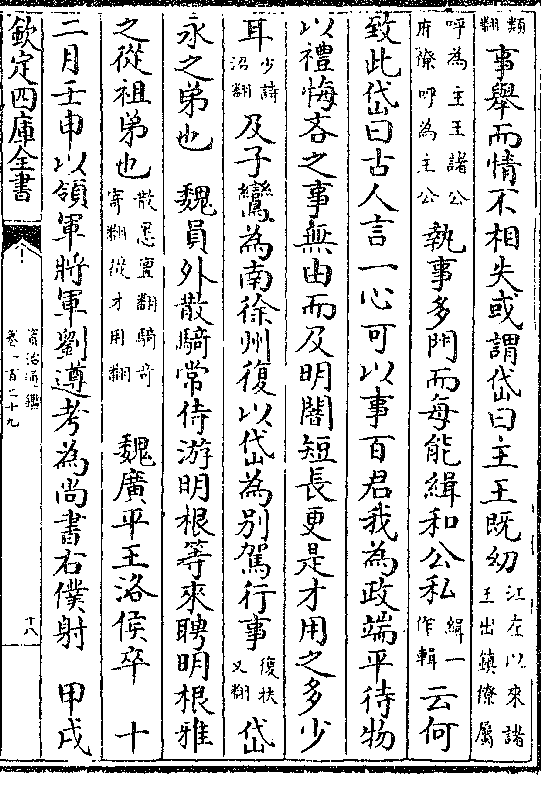 類翻事舉而情不相失或謂岱曰主王既幼江左以來諸王出鎮僚屬
呼為主王諸公府僚呼為主公執事多門而每能緝和公私緝一作輯云何
致此岱曰古人言一心可以事百君我為政端平待物
以禮悔吝之事無由而及明闇短長更是才用之多少
耳少詩沼翻及子鸞為南徐州復以岱為别駕行事復扶又翻岱
永之弟也　魏員外散騎常侍游明根等來聘明根雅
之從祖弟也散悉亶翻騎奇寄翻從才用翻　魏廣平王洛侯卒　十
二月壬申以領軍將軍劉遵考為尚書右僕射　甲戌
欽定四庫全書　資治通鑑卷一百二十九　十八